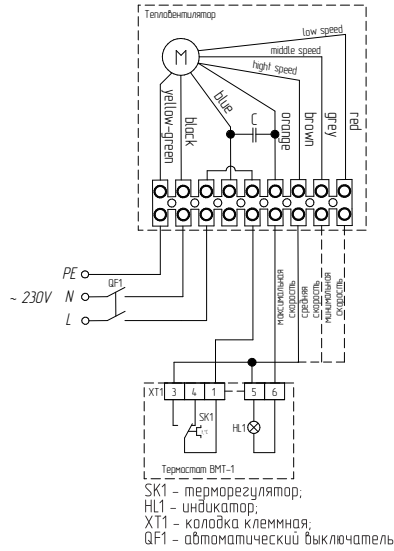 Тепловентилятор
low speed
middle speed
hight speed
M
yellow-green
black
blue
C
orange
brown
grey
red
PE
QF1
~ 230V
N
L
максимальная
скорость
средняя
скорость
минимальная
скорость
XT1
3
4
1
5
6
SK1
t°C
HL1
Термостат ВМТ-1
SK1 - терморегулятор;
HL1 - индикатор;
XT1 - колодка клеммная;
QF1 - автоматический выключатель